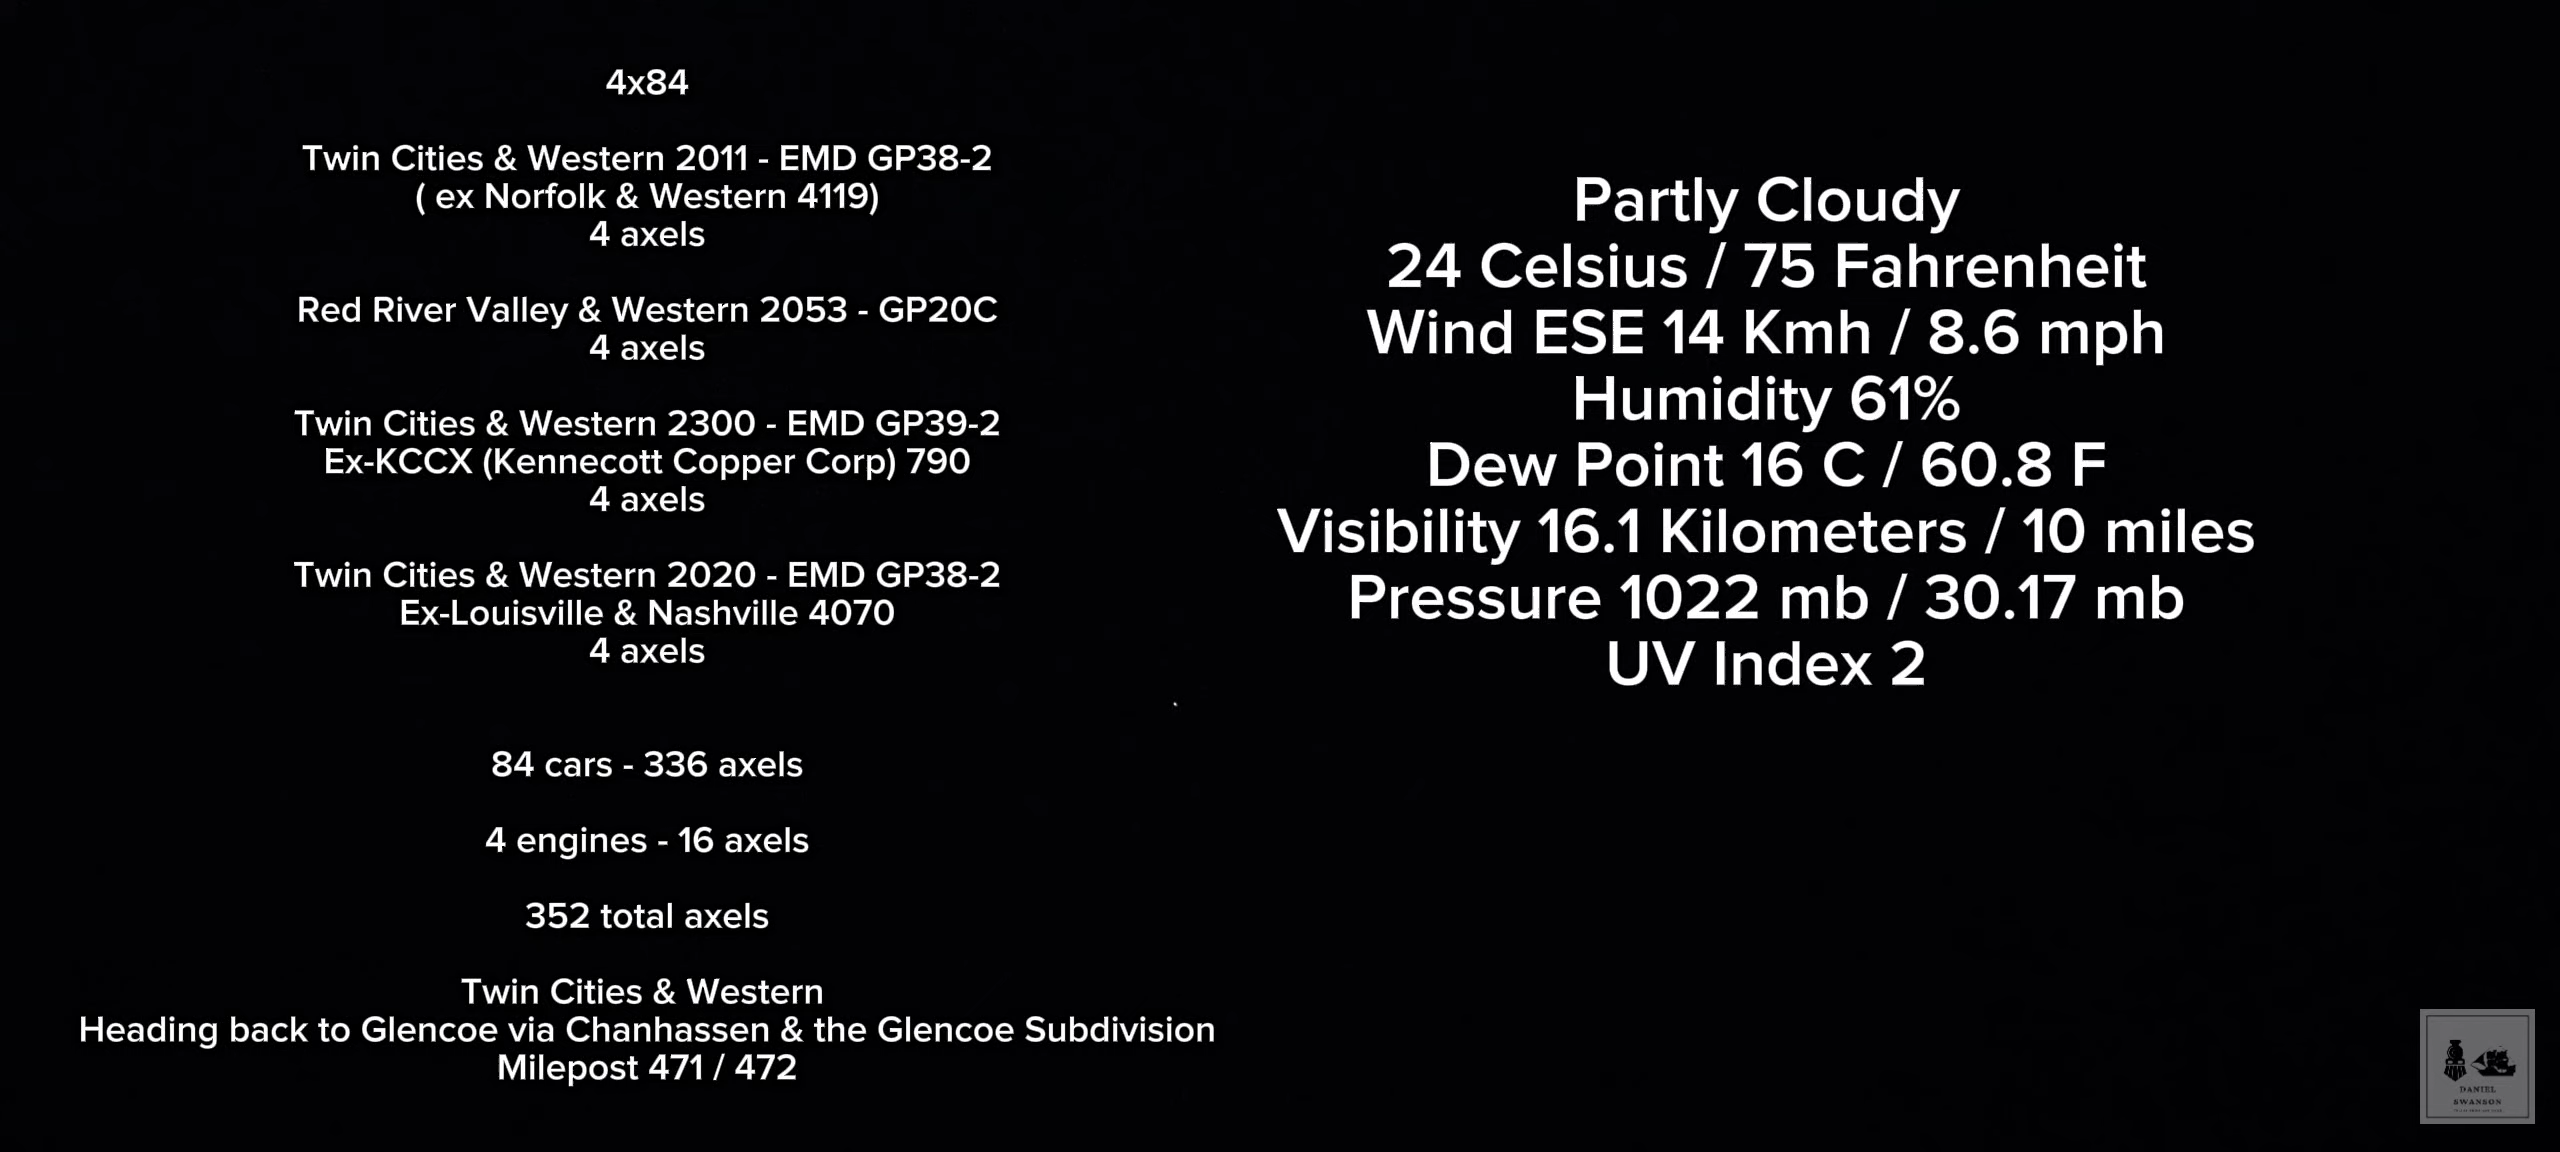 4x84
Twin Cities & Western 2011 - EMD GP38-2
( ex Norfolk & Western 4119)
4 axels
Red River Valley & Western 2053 - GP20C
4 axels
Twin Cities & Western 2300 - EMD GP39-2
Ex-KCCX (Kennecott Copper Corp) 790
4 axels
Twin Cities & Western 2020 - EMD GP38-2
Ex-Louisville & Nashville 4070
4 axels
84 cars - 336 axels
4 engines - 16 axels
352 total axels
Twin Cities & Western
Heading back to Glencoe via Chanhassen & the Glencoe Subdivision
Milepost 471 / 472
Partly Cloudy
24 Celsius / 75 Fahrenheit
Wind ESE 14 Kmh / 8.6 mph
Humidity 61%
Dew Point 16 C / 60.8 F
Visibility 16.1 Kilometers / 10 miles
Pressure 1022 mb / 30.17 mb
UV Index 2
DANIEL
SWANSON